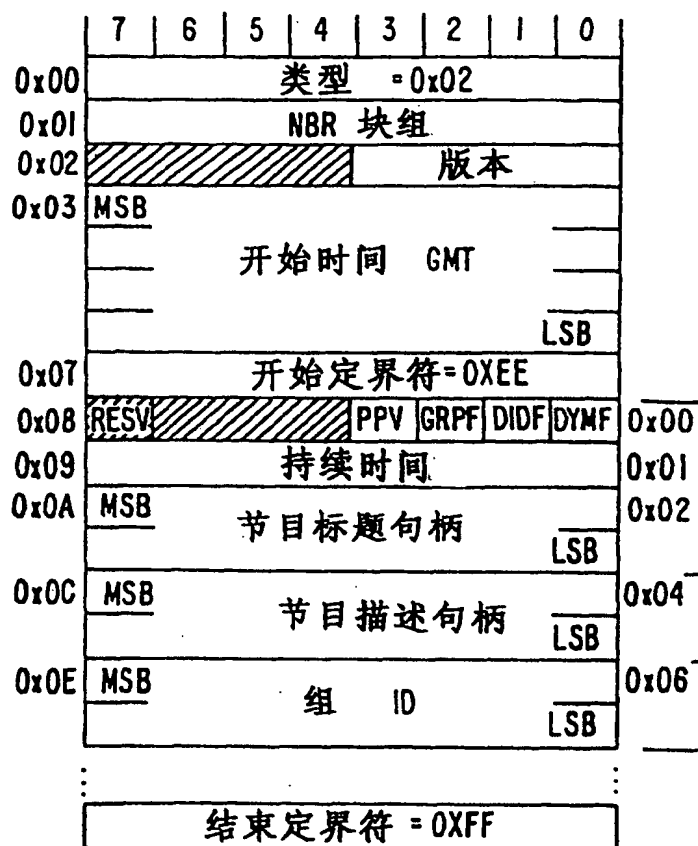 7 6 5 4 3 2 1 0
0x00 类型 =0x02
0x01 NBR 块组
0x02 版本
0x03 MSB
开始时间 GMT
LSB
0x07 开始定界符=0XEE
0x08 RESV PPV GRPF DIDF DYMF 0x00
0x09 持续时间 0x01
0x0A MSB 节目标题句柄 0x02
LSB
0x0C MSB 节目描述句柄 0x04
LSB
0x0E MSB 组 ID 0x06
LSB
结束定界符 =0XFF